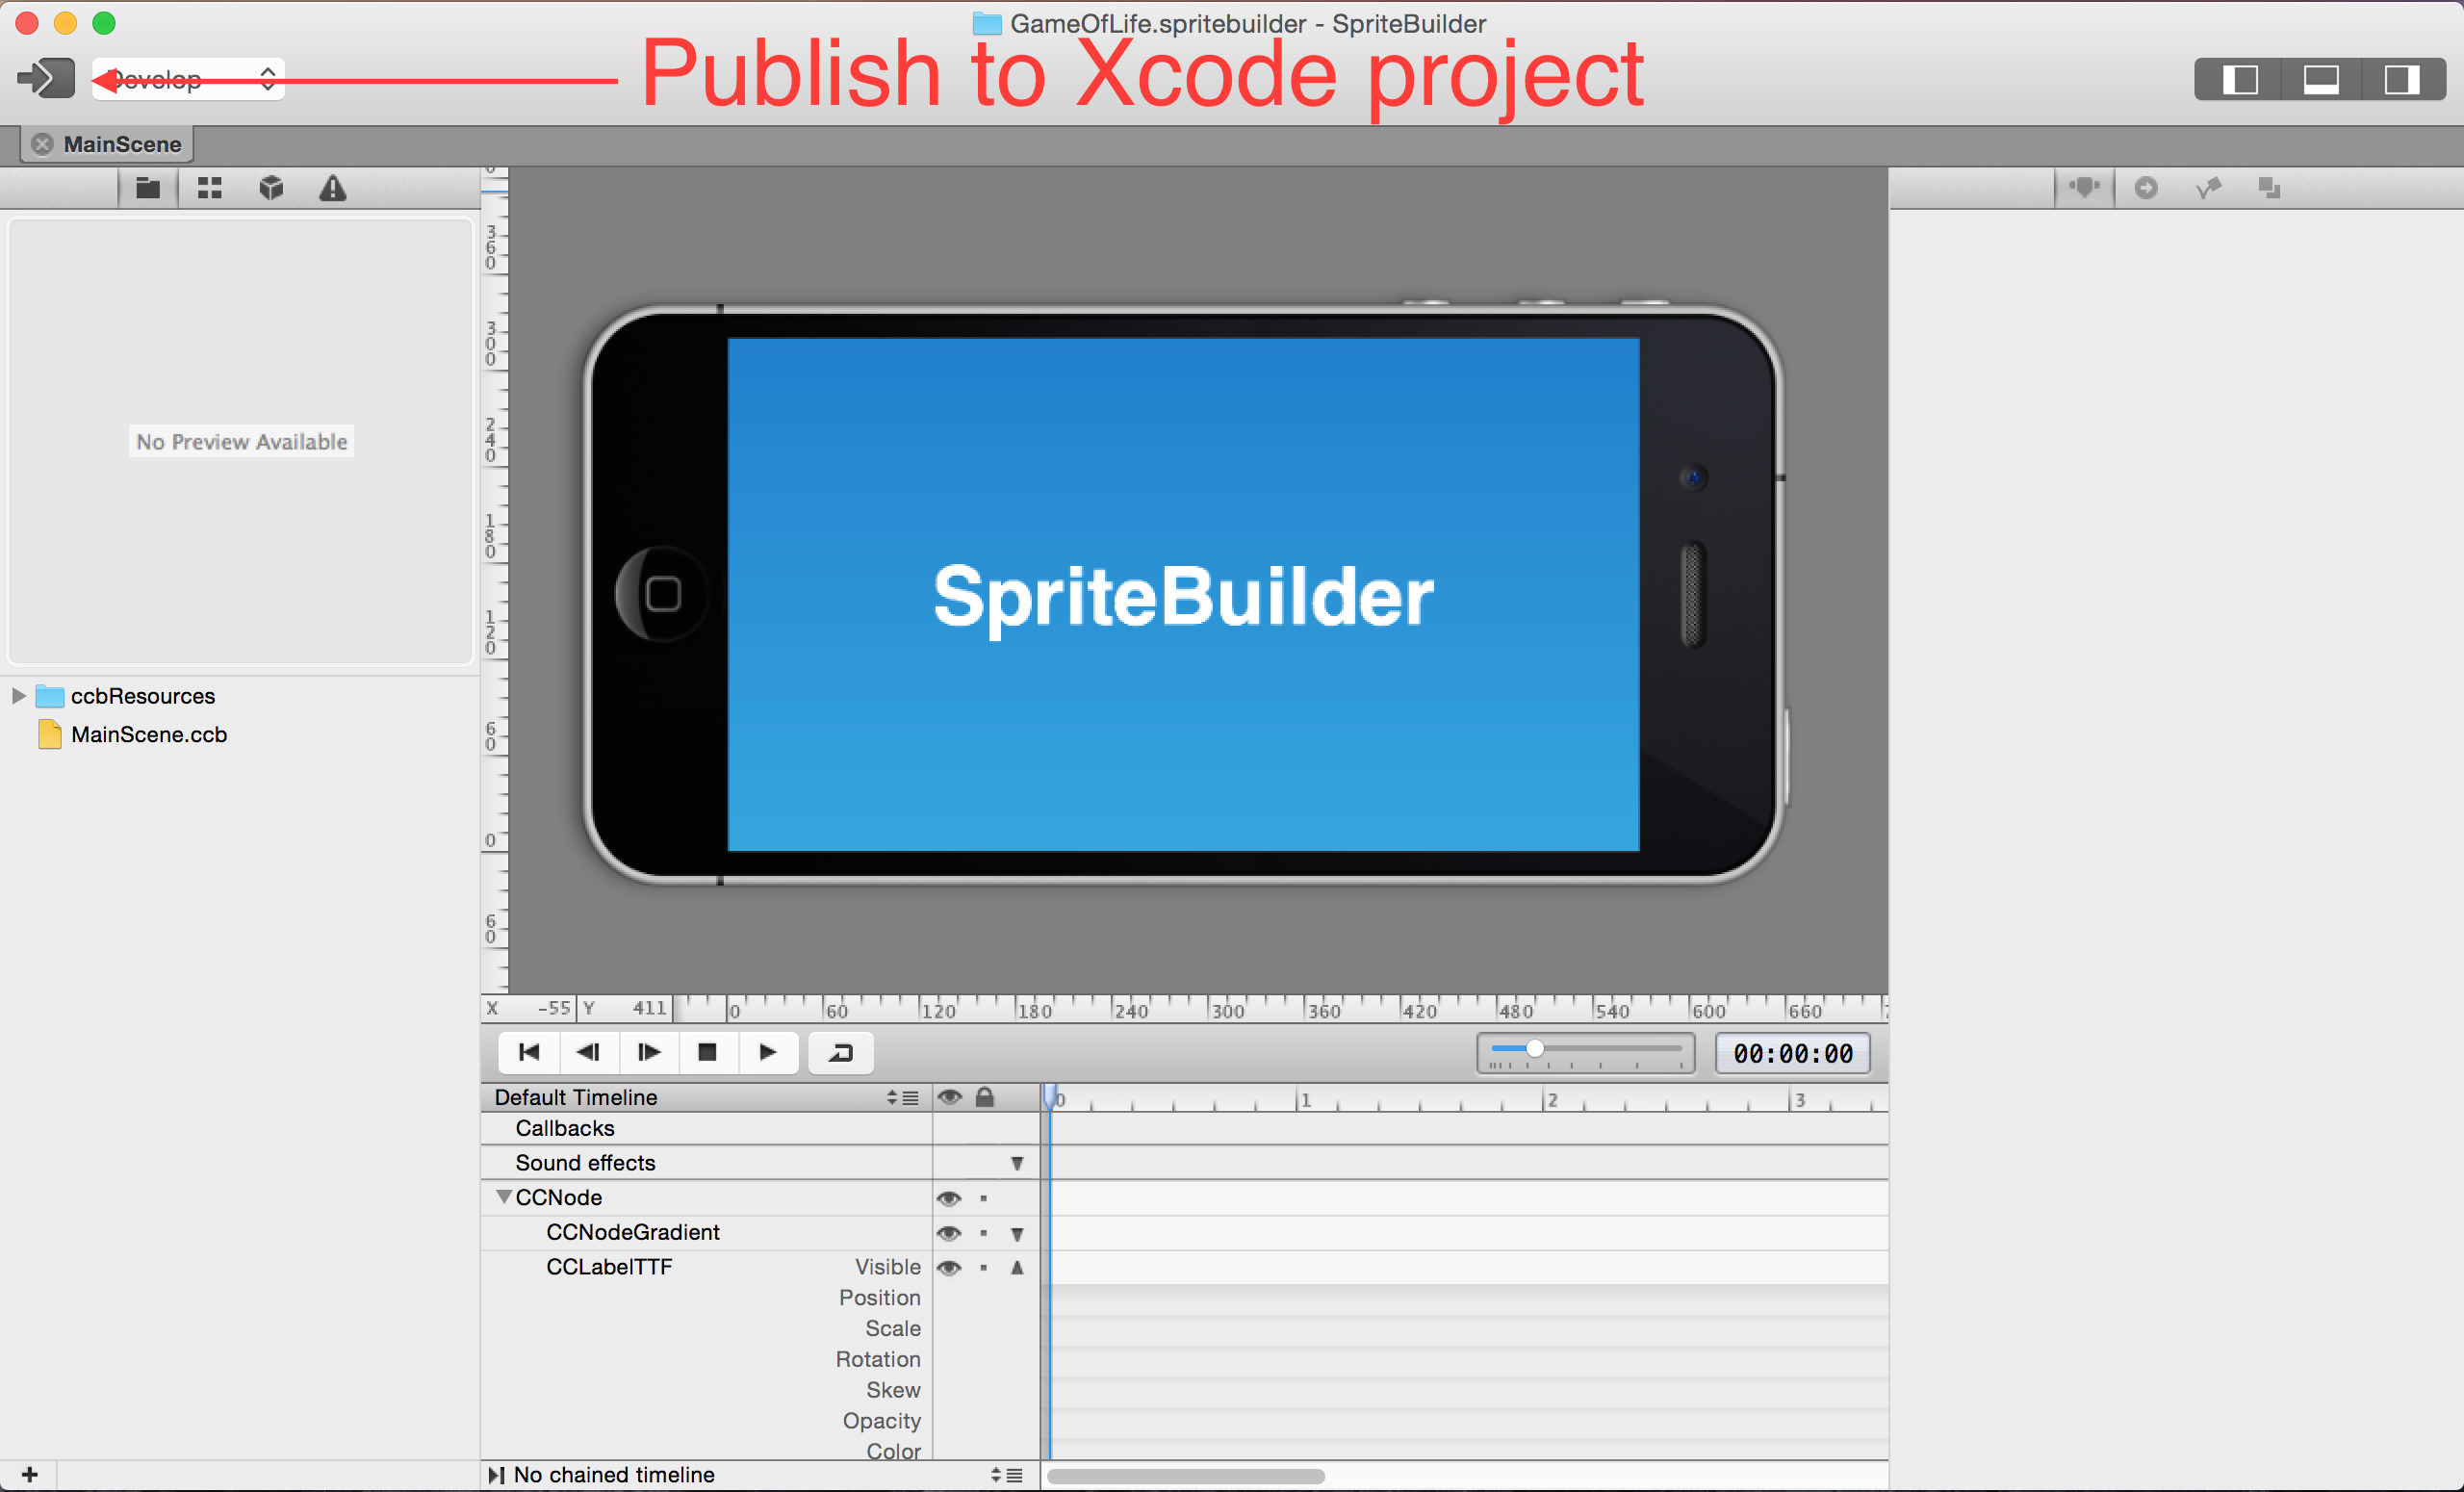 GameOfLife.spritebuilder - SpriteBuilder
Develop
Publish to Xcode project
MainScene
No Preview Available
ccbResources
MainScene.ccb
360
300
240
180
120
60
0
60
SpriteBuilder
X -55 Y 411
0 60 120 180 240 300 360 420 480 540 600 660
00:00:00
Default Timeline
0 1 2 3
Callbacks
Sound effects
CCNode
CCNodeGradient
CCLabelTTF Visible
Position
Scale
Rotation
Skew
Opacity
Color
No chained timeline